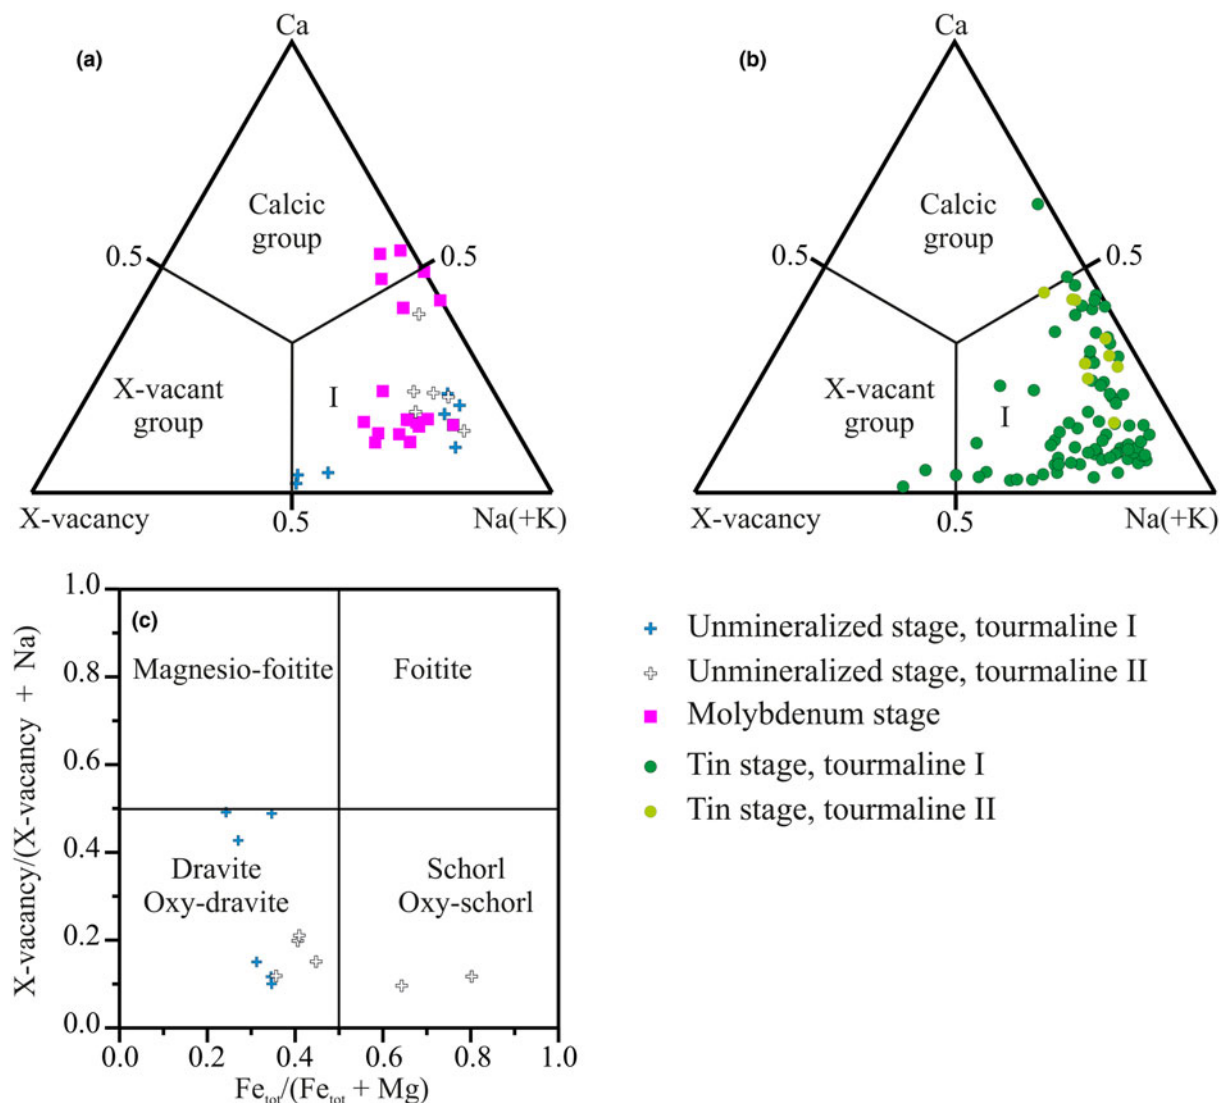 Ca
(a)
Calcic
group
0.5
0.5
X-vacant
group
I
X-vacancy
0.5
Na(+K)
Ca
(b)
Calcic
group
0.5
0.5
X-vacant
group
I
X-vacancy
0.5
Na(+K)
X-vacancy/(X-vacancy + Na)
1.0
0.8
0.6
0.4
0.2
0.0
(c)
Magnesio-foitite
Foitite
Dravite
Oxy-dravite
Schorl
Oxy-schorl
0.0 0.2 0.4 0.6 0.8 1.0
Fetot/(Fetot + Mg)
Unmineralized stage, tourmaline I
Unmineralized stage, tourmaline II
Molybdenum stage
Tin stage, tourmaline I
Tin stage, tourmaline II